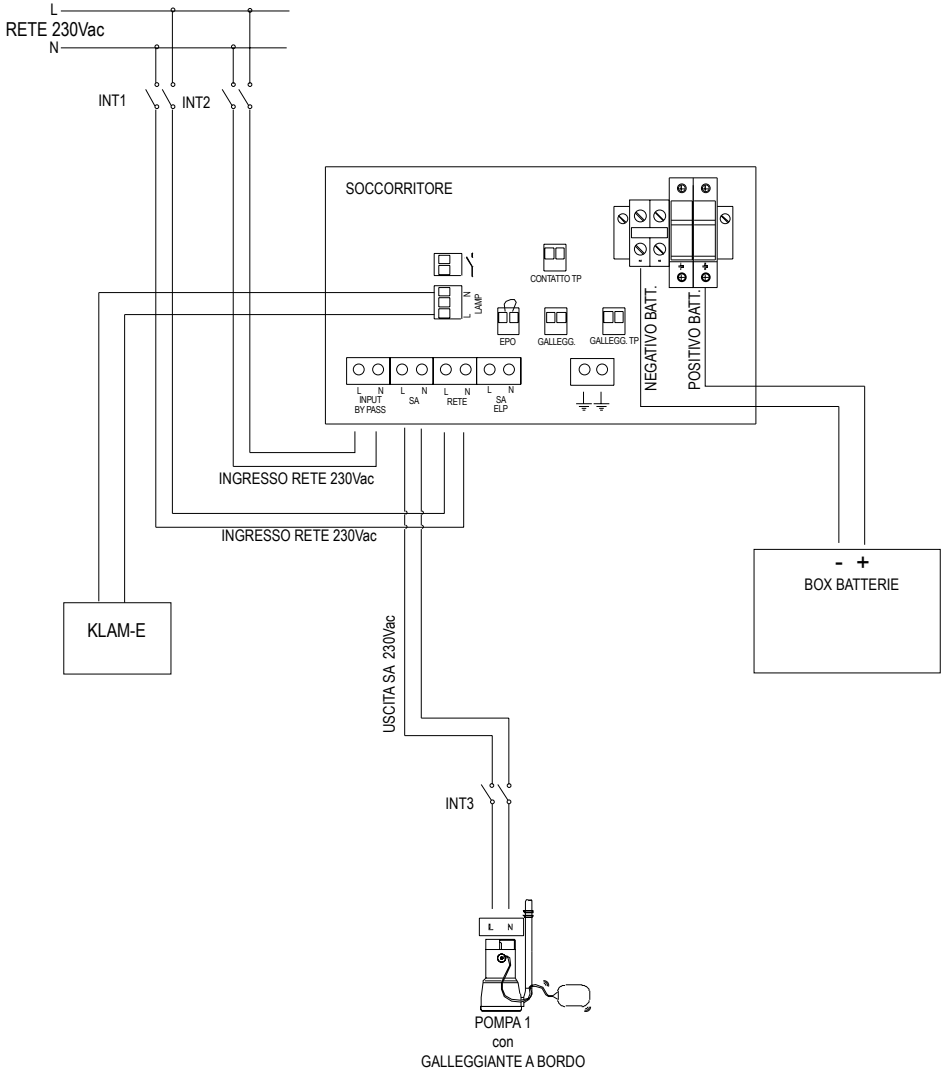 L
RETE 230Vac
N
INT1
INT2
SOCCORRITORE
CONTATTO TP
N
L
LAMP
EPO
GALLEGG.
GALLEGG. TP
NEGATIVO BATT.
POSITIVO BATT.
L N L N L N L N
INPUT
BY PASS
SA
RETE
SA
ELP
INGRESSO RETE 230Vac
INGRESSO RETE 230Vac
- +
BOX BATTERIE
KLAM-E
USCITA SA 230Vac
INT3
L N
POMPA 1
con
GALLEGGIANTE A BORDO